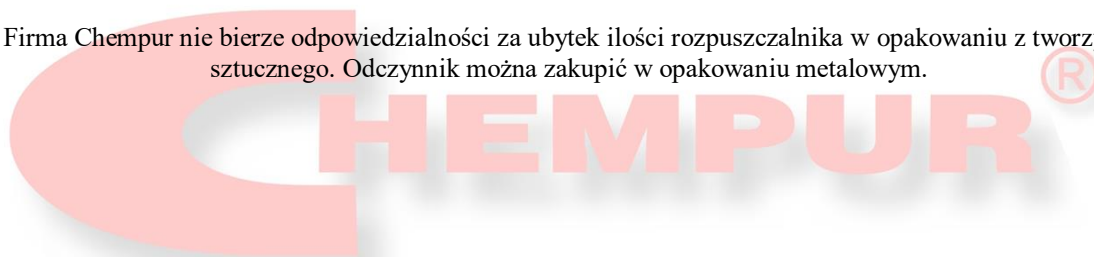 Firma Chempur nie bierze odpowiedzialności za ubytek ilości rozpuszczalnika w opakowaniu z tworz
sztucznego. Odczynnik można zakupić w opakowaniu metalowym.
CHEMPUR®